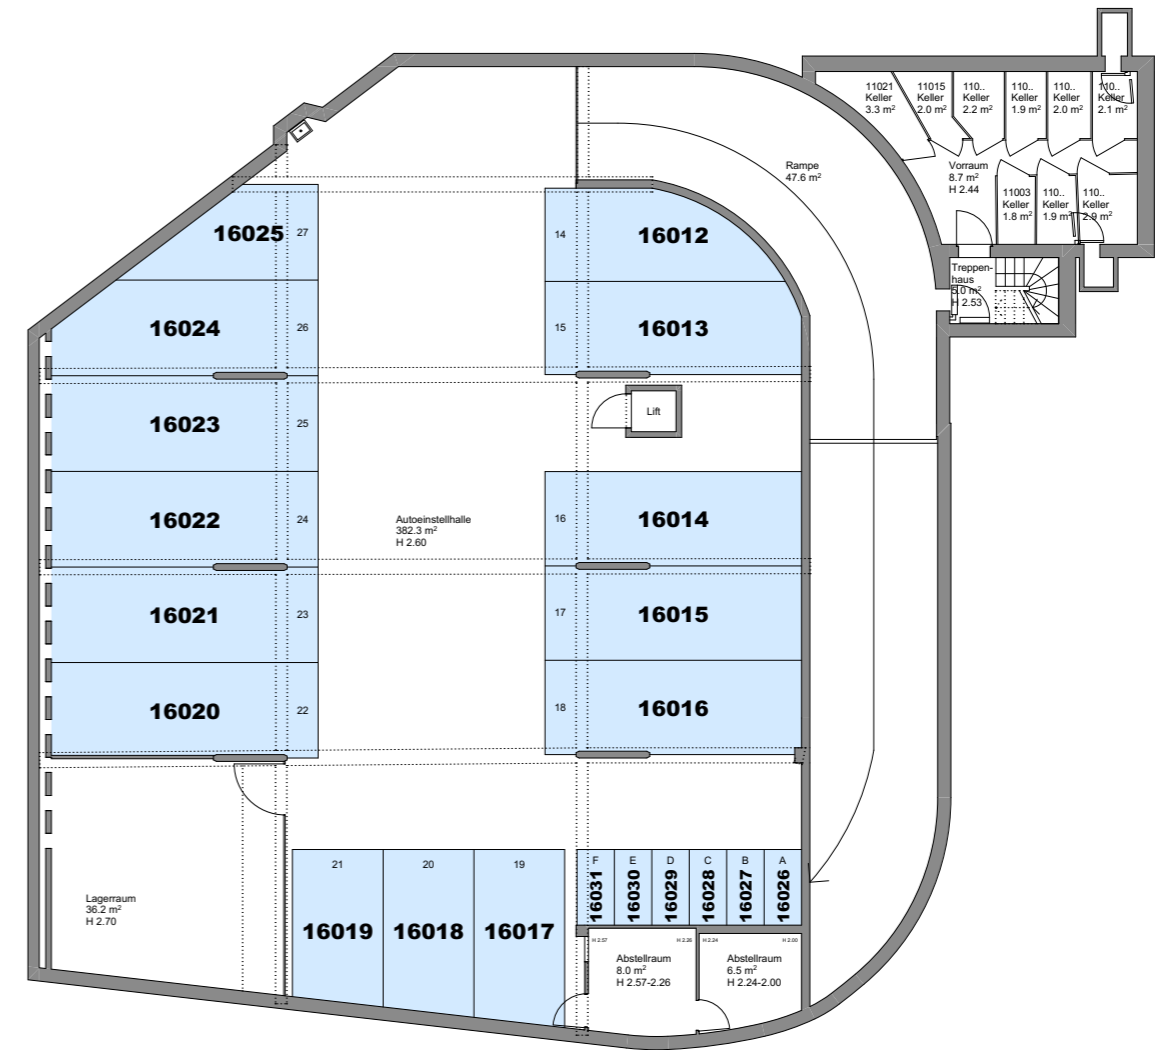 11021
Keller
3.3 m²
11015
Keller
2.0 m²
110..
Keller
2.2 m²
110..
Keller
1.9 m²
110..
Keller
2.0 m²
110..
Keller
2.1 m²
Rampe
47.6 m²
Vorraum
8.7 m²
H 2.44
11003
Keller
1.8 m²
110..
Keller
1.9 m²
110..
Keller
2.9 m²
Treppen-
haus
5.0 m²
H 2.53
16025 27
14 16012
16024 26
15 16013
16023 25
Lift
16022 24
Autoeinstellhalle
382.3 m²
H 2.60
16 16014
16021 23
17 16015
16020 22
18 16016
21
16019
20
16018
19
16017
F
16031
E
16030
D
16029
C
16028
B
16027
A
16026
Lagerraum
36.2 m²
H 2.70
H 2.57
H 2.26
Abstellraum
8.0 m²
H 2.57-2.26
H 2.24
H 2.00
Abstellraum
6.5 m²
H 2.24-2.00